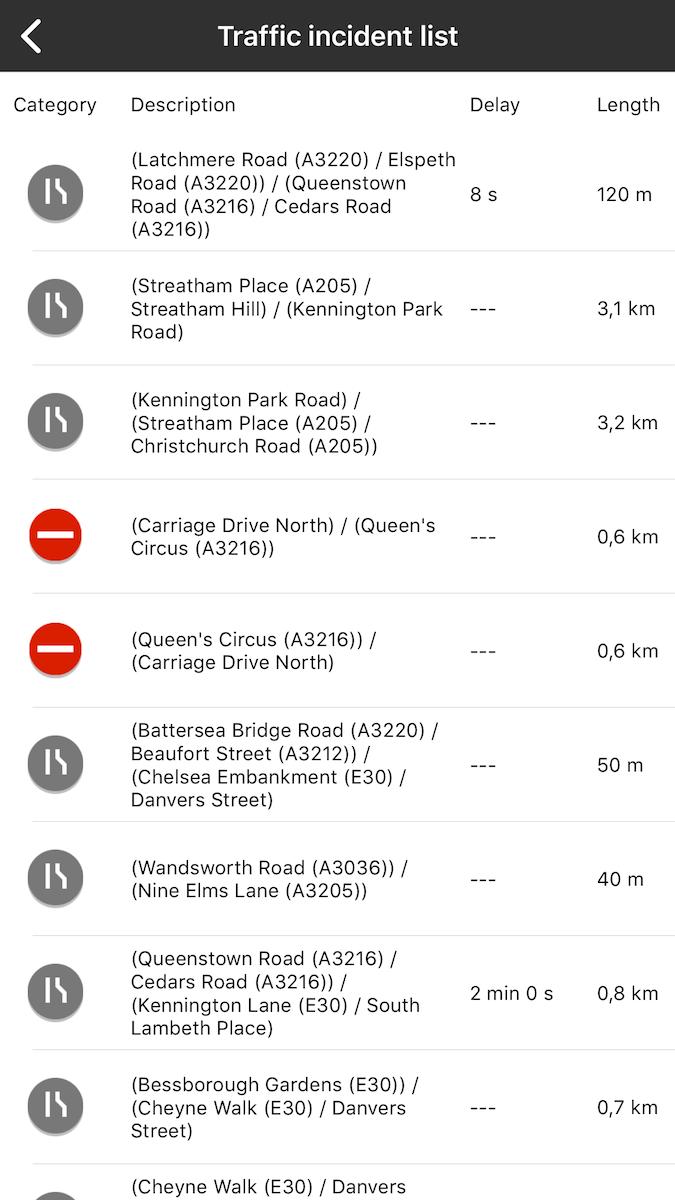 Traffic incident list
Category Description Delay Length
(Latchmere Road (A3220) / Elspeth
Road (A3220)) / (Queenstown
Road (A3216) / Cedars Road
(A3216))
8 s
120 m
(Streatham Place (A205) /
Streatham Hill) / (Kennington Park
Road)
---
3,1 km
(Kennington Park Road) /
(Streatham Place (A205) /
Christchurch Road (A205))
---
3,2 km
(Carriage Drive North) / (Queen's
Circus (A3216))
---
0,6 km
(Queen's Circus (A3216)) /
(Carriage Drive North)
---
0,6 km
(Battersea Bridge Road (A3220) /
Beaufort Street (A3212)) /
(Chelsea Embankment (E30) /
Danvers Street)
---
50 m
(Wandsworth Road (A3036)) /
(Nine Elms Lane (A3205))
---
40 m
(Queenstown Road (A3216) /
Cedars Road (A3216)) /
(Kennington Lane (E30) / South
Lambeth Place)
2 min 0 s
0,8 km
(Bessborough Gardens (E30)) /
(Cheyne Walk (E30) / Danvers
Street)
---
0,7 km
(Cheyne Walk (E30) / Danvers